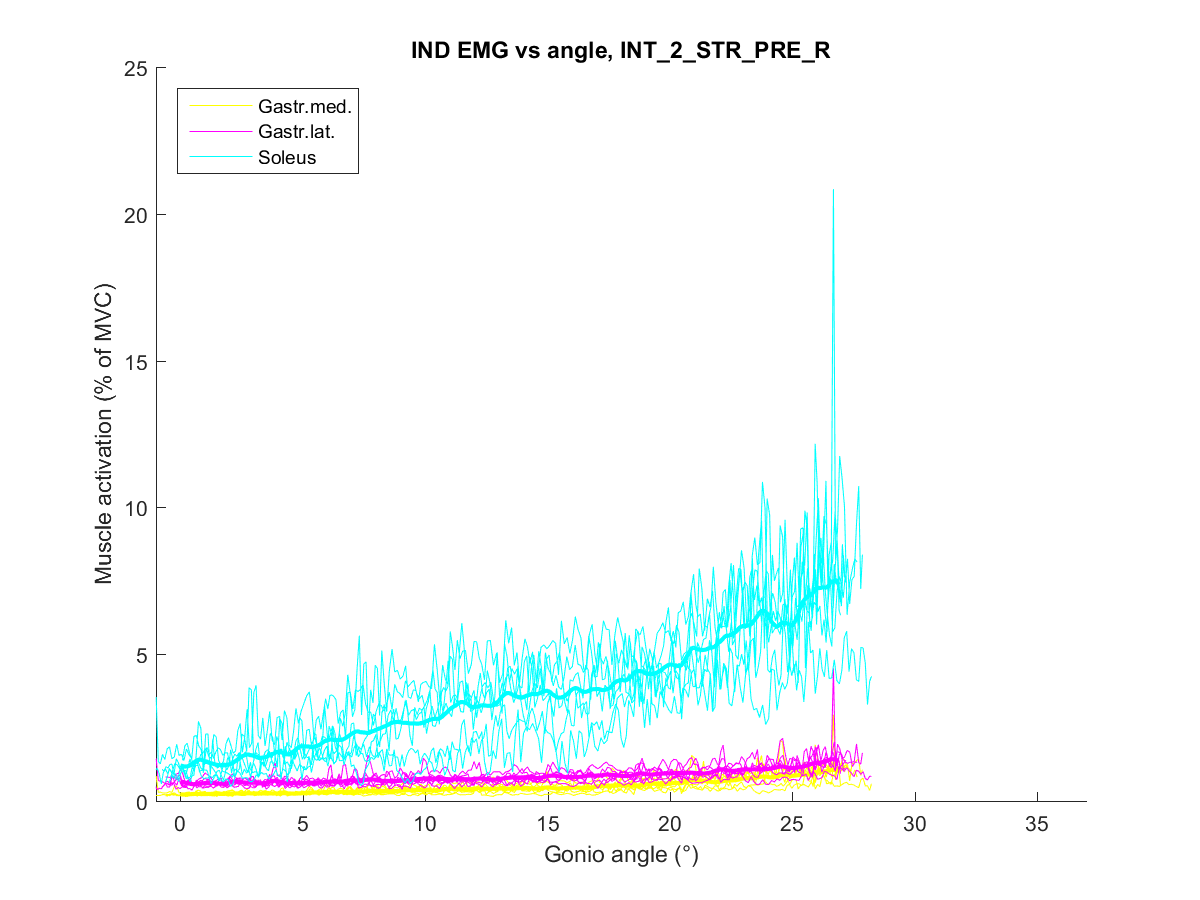 IND EMG vs angle, INT_2_STR_PRE_R
25
20
15
10
5
0
Muscle activation (% of MVC)
Gastr.med.
Gastr.lat.
Soleus
0 5 10 15 20 25 30 35
Gonio angle (°)